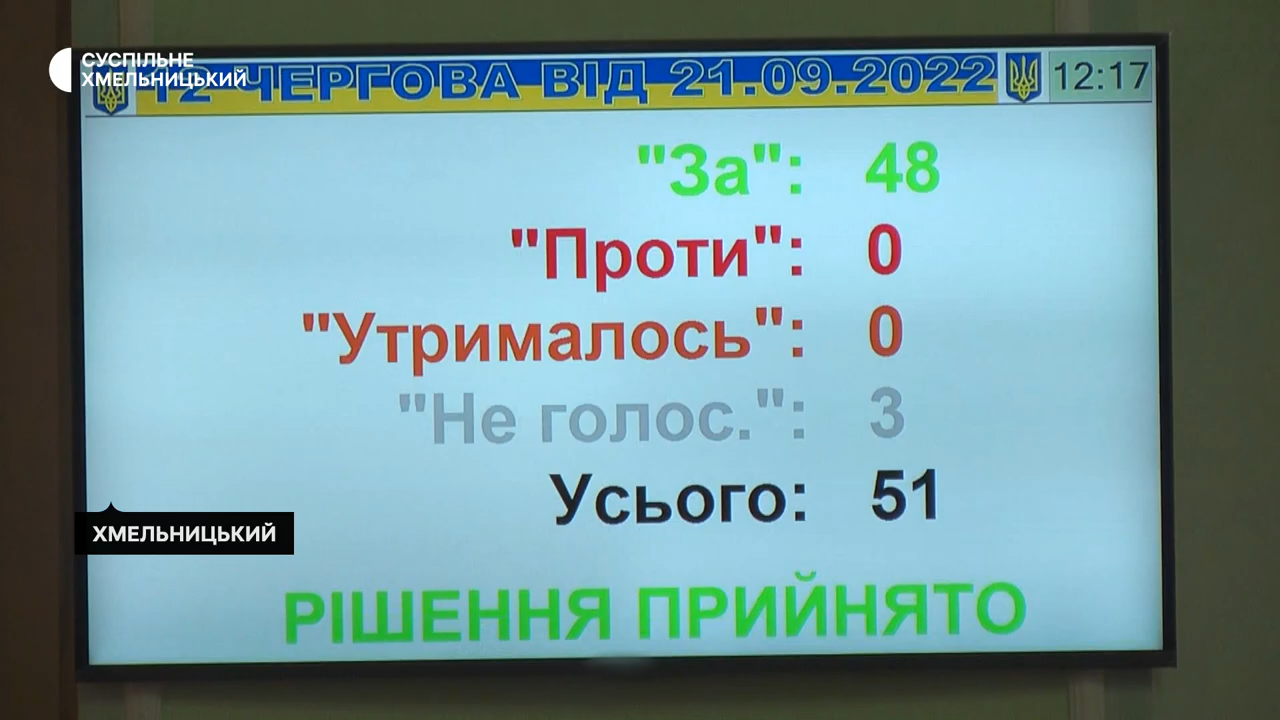 СУСПІЛЬНЕ
ХМЕЛЬНИЦЬКИЙ
12 ЧЕРГОВА ВІД 21.09.2022
12:17
"За": 48
"Проти": 0
"Утрималось": 0
"Не голос.": 3
Усього: 51
ХМЕЛЬНИЦЬКИЙ
РІШЕННЯ ПРИЙНЯТО